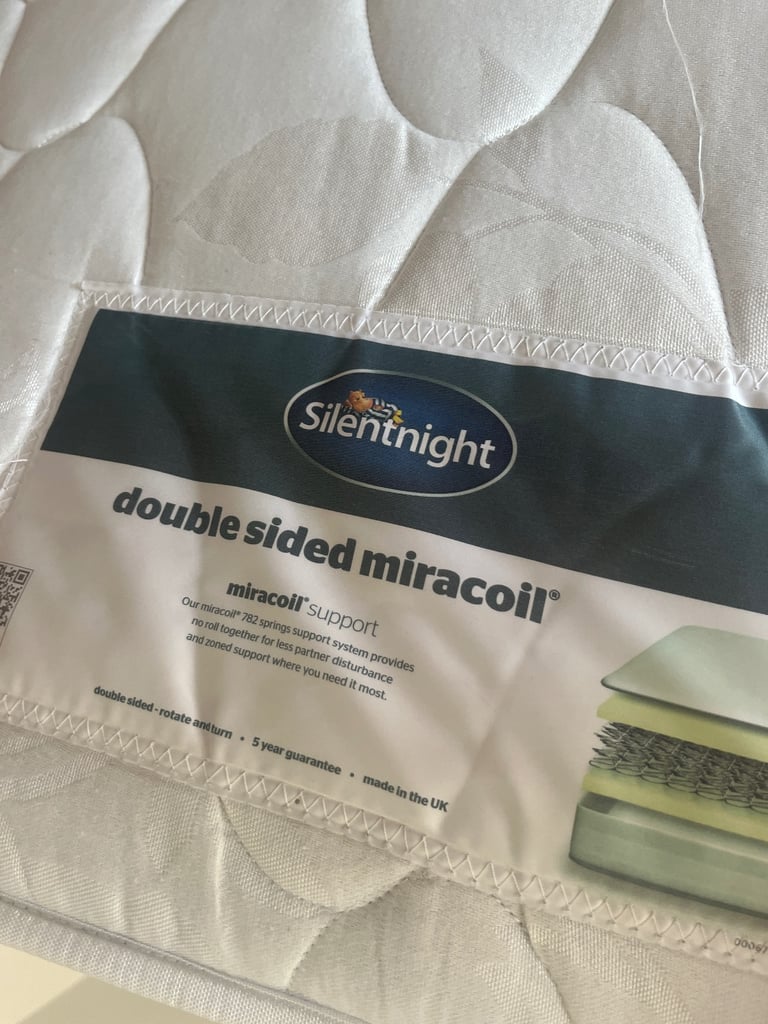 Silentnight
double sided miracoil®
miracoil® support
Our miracoil® 782 springs support system provides
no roll together for less partner disturbance
and zoned support where you need it most.
double sided - rotate and turn • 5 year guarantee • made in the UK